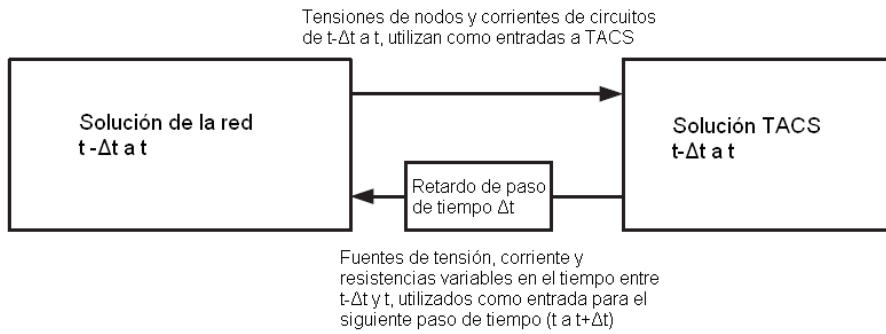 Tensiones de nodos y corrientes de circuitos
de t-Δt a t, utilizan como entradas a TACS
Solución de la red
t -Δt a t
Solución TACS
t-Δt a t
Retardo de paso
de tiempo Δt
Fuentes de tensión, corriente y
resistencias variables en el tiempo entre
t-Δt y t, utilizados como entrada para el
siguiente paso de tiempo (t a t+Δt)